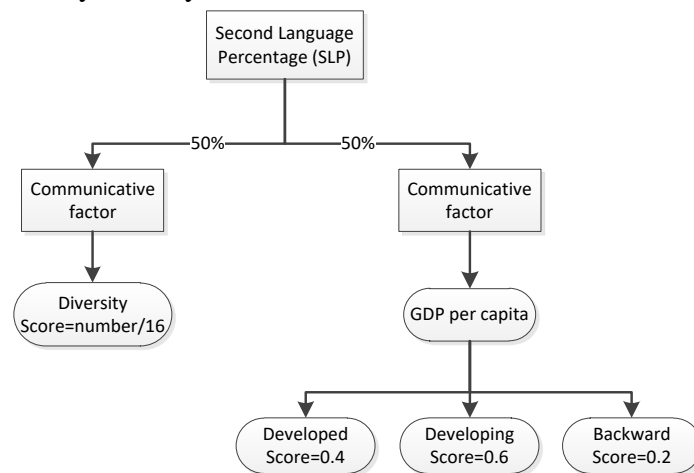 Second Language
Percentage (SLP)
50%
50%
Communicative
factor
Communicative
factor
Diversity
Score=number/16
GDP per capita
Developed
Score=0.4
Developing
Score=0.6
Backward
Score=0.2